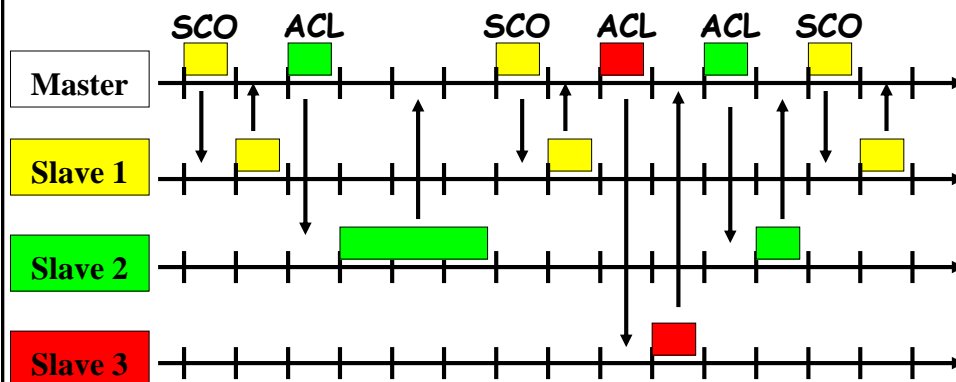 SCO ACL SCO ACL ACL SCO
Master
Slave 1
Slave 2
Slave 3